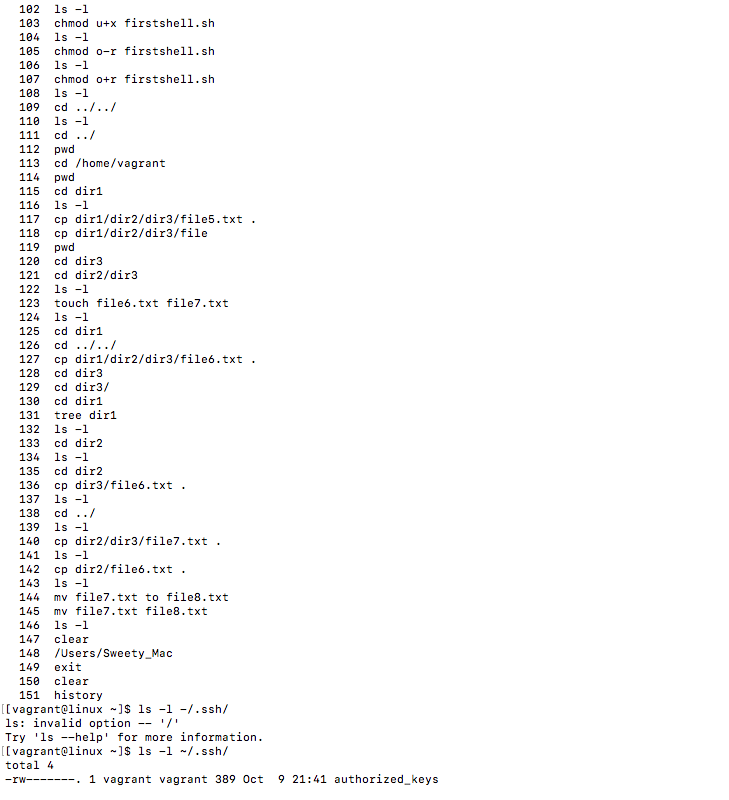 102  ls -l
103  chmod u+x firstshell.sh
104  ls -l
105  chmod o-r firstshell.sh
106  ls -l
107  chmod o+r firstshell.sh
108  ls -l
109  cd ../../
110  ls -l
111  cd ../
112  pwd
113  cd /home/vagrant
114  pwd
115  cd dir1
116  ls -l
117  cp dir1/dir2/dir3/file5.txt .
118  cp dir1/dir2/dir3/file
119  pwd
120  cd dir3
121  cd dir2/dir3
122  ls -l
123  touch file6.txt file7.txt
124  ls -l
125  cd dir1
126  cd ../../
127  cp dir1/dir2/dir3/file6.txt .
128  cd dir3
129  cd dir3/
130  cd dir1
131  tree dir1
132  ls -l
133  cd dir2
134  ls -l
135  cd dir2
136  cp dir3/file6.txt .
137  ls -l
138  cd ../
139  ls -l
140  cp dir2/dir3/file7.txt .
141  ls -l
142  cp dir2/file6.txt .
143  ls -l
144  mv file7.txt to file8.txt
145  mv file7.txt file8.txt
146  ls -l
147  clear
148  /Users/Sweety_Mac
149  exit
150  clear
151  history
[[vagrant@linux ~]$ ls -l -/.ssh/
ls: invalid option -- '/'
Try 'ls --help' for more information.
[[vagrant@linux ~]$ ls -l ~/.ssh/
total 4
-rw-------. 1 vagrant vagrant 389 Oct  9 21:41 authorized_keys